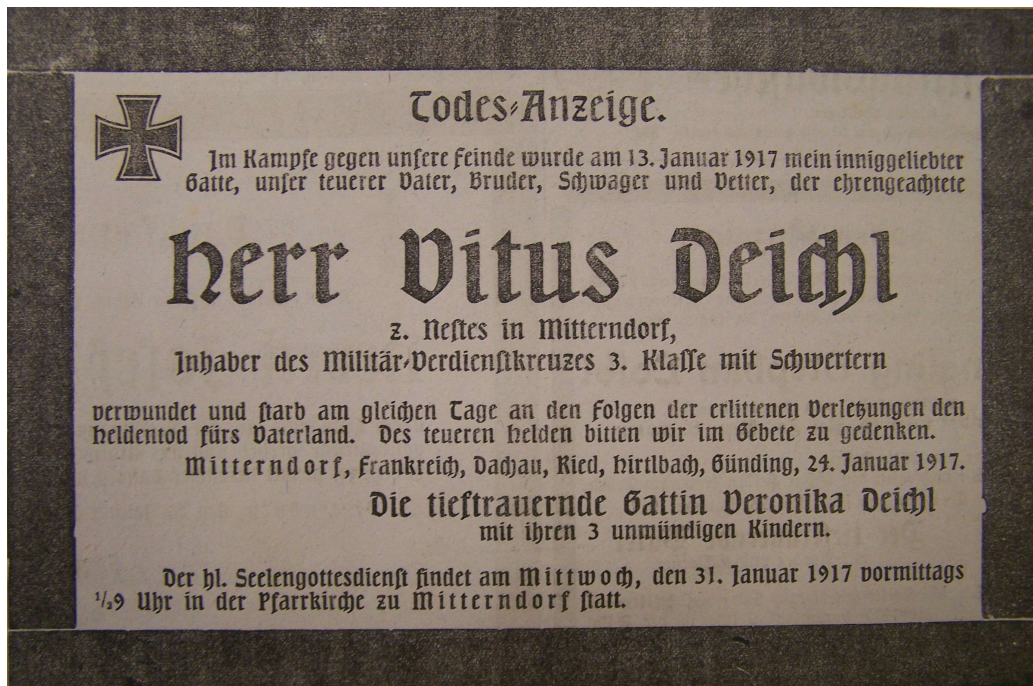 Todes-Anzeige.
Im Kampfe gegen unsere Feinde wurde am 13. Januar 1917 mein inniggeliebter
Gatte, unser teuerer Vater, Bruder, Schwager und Vetter, der ehrengeachtete
Herr Vitus Deichl
z. Nestes in Mitterndorf,
Inhaber des Militär-Verdienstkreuzes 3. Klasse mit Schwertern
verwundet und starb am gleichen Tage an den Folgen der erlittenen Verletzungen den
Heldentod fürs Vaterland. Des teueren Helden bitten wir im Gebete zu gedenken.
Mitterndorf, Frankreich, Dachau, Ried, Hirtlbach, Günding, 24. Januar 1917.
Die tieftrauernde Gattin Veronika Deichl
mit ihren 3 unmündigen Kindern.
Der hl. Seelengottesdienst findet am Mittwoch, den 31. Januar 1917 vormittags
1/29 Uhr in der Pfarrkirche zu Mitterndorf statt.